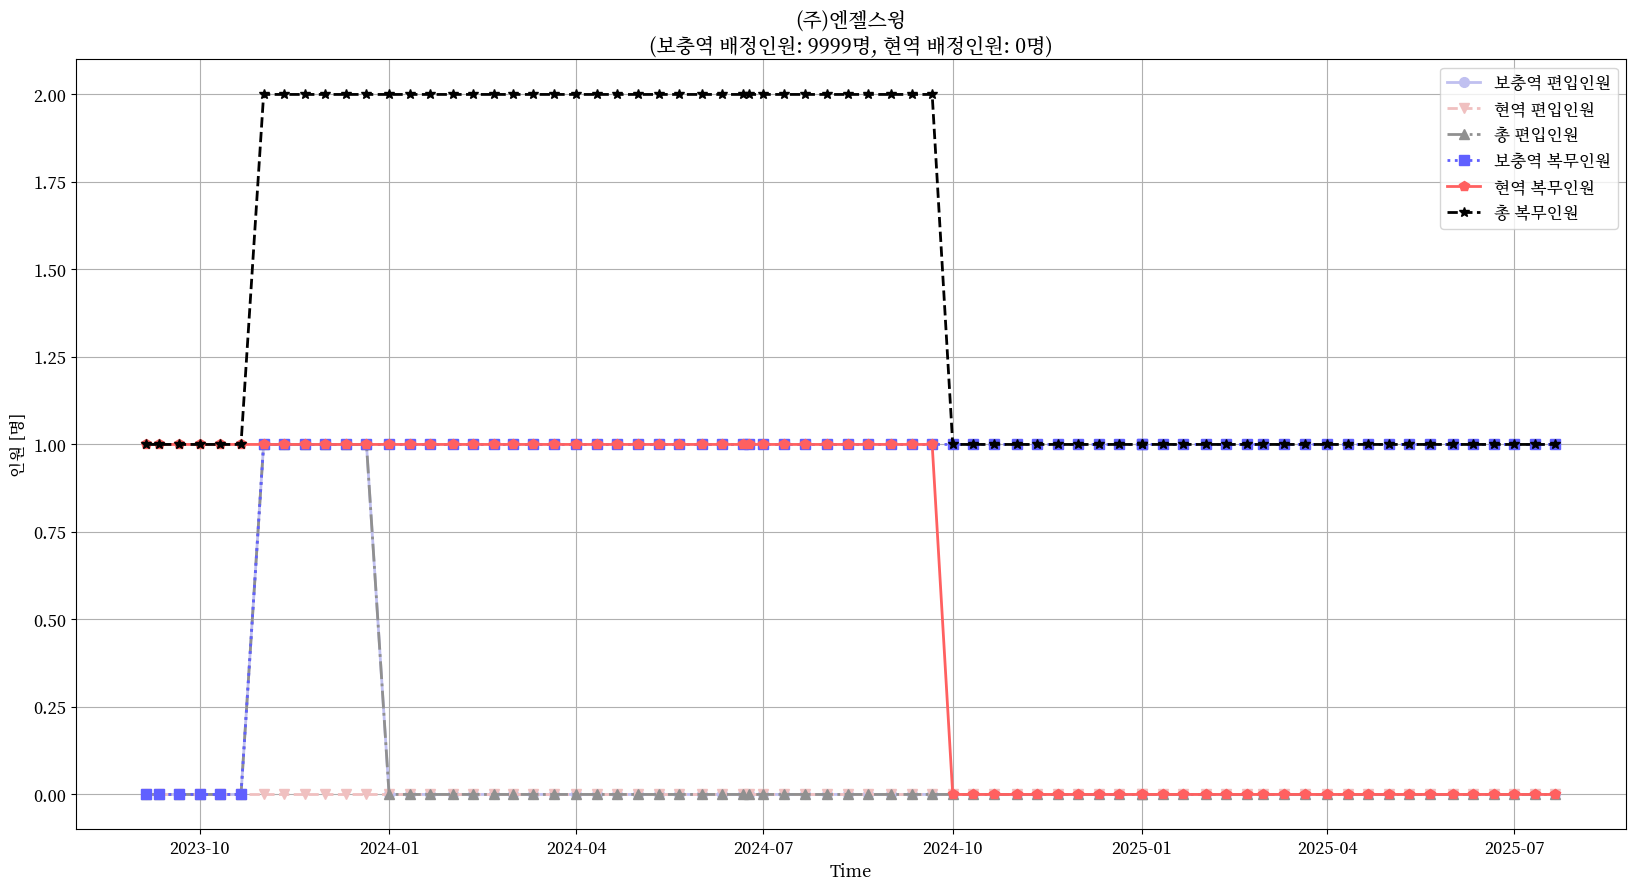 (주)엔젤스윙
(보충역 배정인원: 9999명, 현역 배정인원: 0명)
보충역 편입인원
현역 편입인원
총 편입인원
보충역 복무인원
현역 복무인원
총 복무인원
인원 [명]
2.00
1.75
1.50
1.25
1.00
0.75
0.50
0.25
0.00
2023-10 2024-01 2024-04 2024-07 2024-10 2025-01 2025-04 2025-07
Time